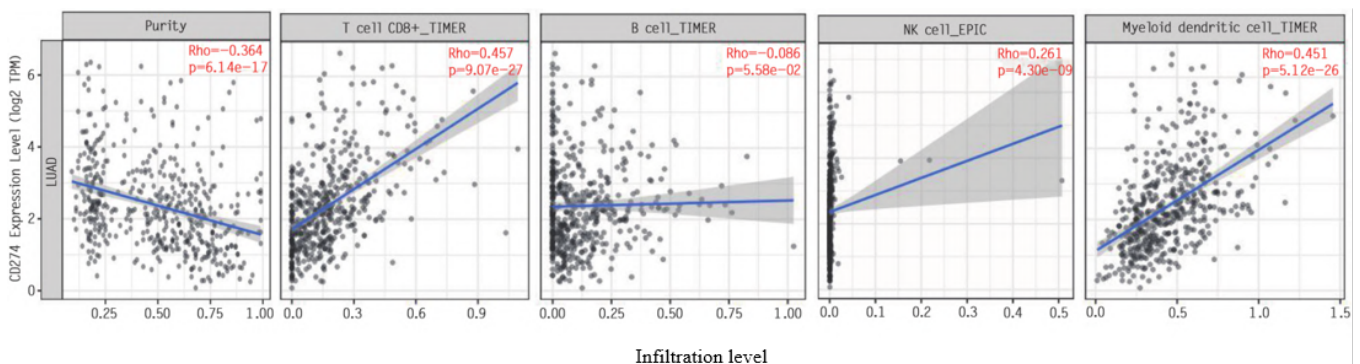 Purity
T cell CD8+_TIMER
B cell_TIMER
NK cell_EPIC
Myeloid dendritic cell_TIMER
Rho=-0.364
p=6.14e-17
Rho=0.457
p=9.07e-27
Rho=-0.086
p=5.58e-02
Rho=0.261
p=4.30e-09
Rho=0.451
p=5.12e-26
CD274 Expression Level (log2 TPM)
LUAD
6
4
2
0
0.25 0.50 0.75 1.00
0.0 0.3 0.6 0.9
0.00 0.25 0.50 0.75 1.00
0.0 0.1 0.2 0.3 0.4 0.5
0.0 0.5 1.0 1.5
Infiltration level